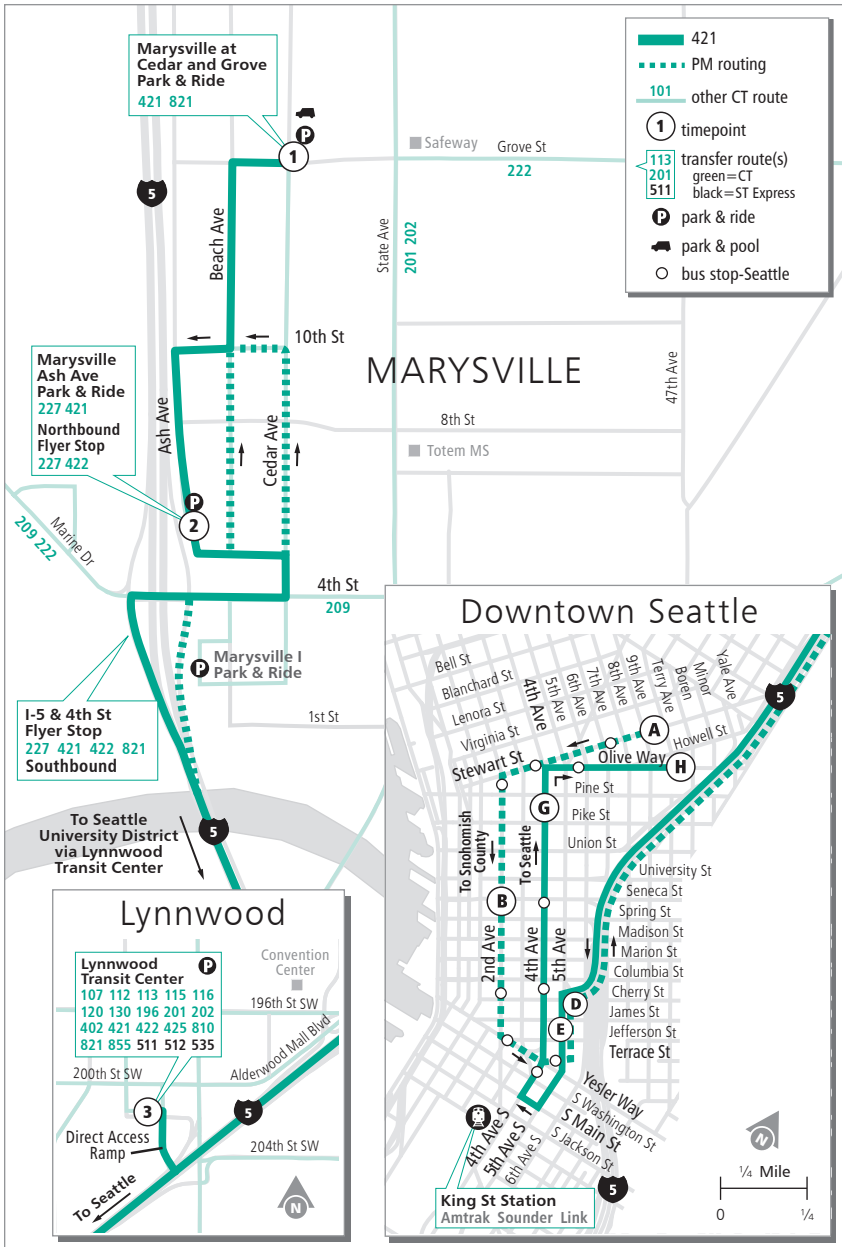 Marysville at
Cedar and Grove
Park & Ride
421 821
P
1
5
Safeway
Grove St
222
421
PM routing
101
other CT route
1
timepoint
113
201
511
transfer route(s)
green=CT
black=ST Express
P
park & ride
park & pool
bus stop-Seattle
Beach Ave
State Ave
201 202
10th St
MARYSVILLE
47th Ave
Marysville
Ash Ave
Park & Ride
227 421
Northbound
Flyer Stop
227 422
Ash Ave
Cedar Ave
8th St
Totem MS
P
2
Marine Dr
209 222
4th St
209
P
Marysville I
Park & Ride
1st St
I-5 & 4th St
Flyer Stop
227 421 422 821
Southbound
To Seattle
University District
via Lynnwood
Transit Center
5
Lynnwood
Lynnwood
Transit Center
P
107 112 113 115 116
120 130 196 201 202
402 421 422 425 810
821 855 511 512 535
Convention
Center
196th St SW
Alderwood Mall Blvd
200th St SW
3
5
Direct Access
Ramp
204th St SW
To Seattle
N
Downtown Seattle
Bell St
Blanchard St
Lenora St
Virginia St
Stewart St
4th Ave
5th Ave
6th Ave
7th Ave
8th Ave
9th Ave
Terry Ave
Boren
Minor
Yale Ave
5
A
Howell St
Olive Way
H
Pine St
G
Pike St
Union St
To Snohomish
County
To Seattle
B
University St
Seneca St
Spring St
Madison St
Marion St
Columbia St
Cherry St
James St
Jefferson St
Terrace St
2nd Ave
4th Ave
5th Ave
D
E
Yesler Way
S Washington St
S Main St
S Jackson St
4th Ave S
5th Ave S
6th Ave S
5
King St Station
Amtrak Sounder Link
N
¼ Mile
0
¼